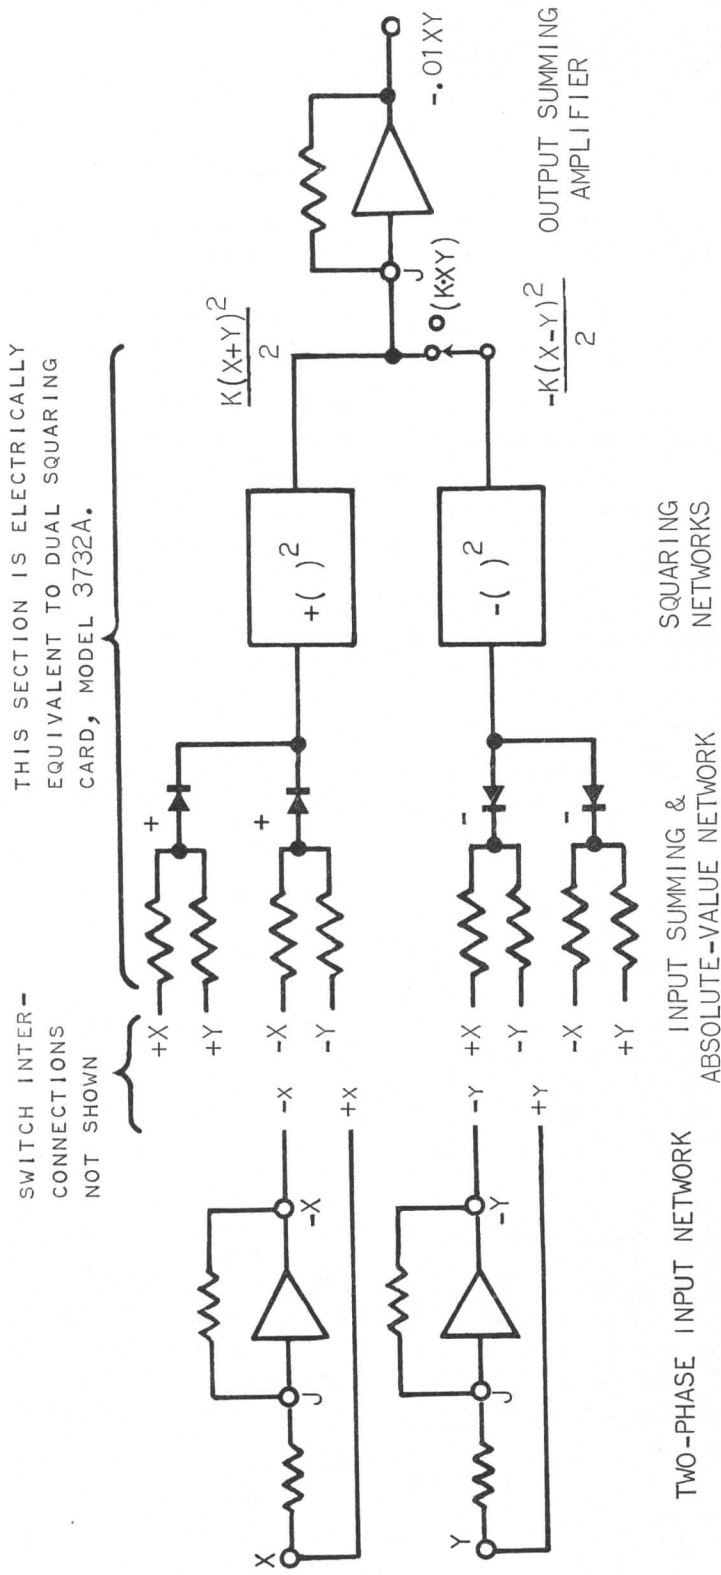 SWITCH INTER-
CONNECTIONS
NOT SHOWN
THIS SECTION IS ELECTRICALLY
EQUIVALENT TO DUAL SQUARING
CARD, MODEL 3732A.
X
J
-X
-X
+X
Y
J
-Y
-Y
+Y
+X
+Y
+
-X
-Y
+
+X
-Y
-
-X
+Y
-
+( )²
-( )²
K(X+Y)²
2
-K(X-Y)²
2
J
(K·XY)
-.01XY
TWO-PHASE INPUT NETWORK
INPUT SUMMING &
ABSOLUTE-VALUE NETWORK
SQUARING
NETWORKS
OUTPUT SUMMING
AMPLIFIER